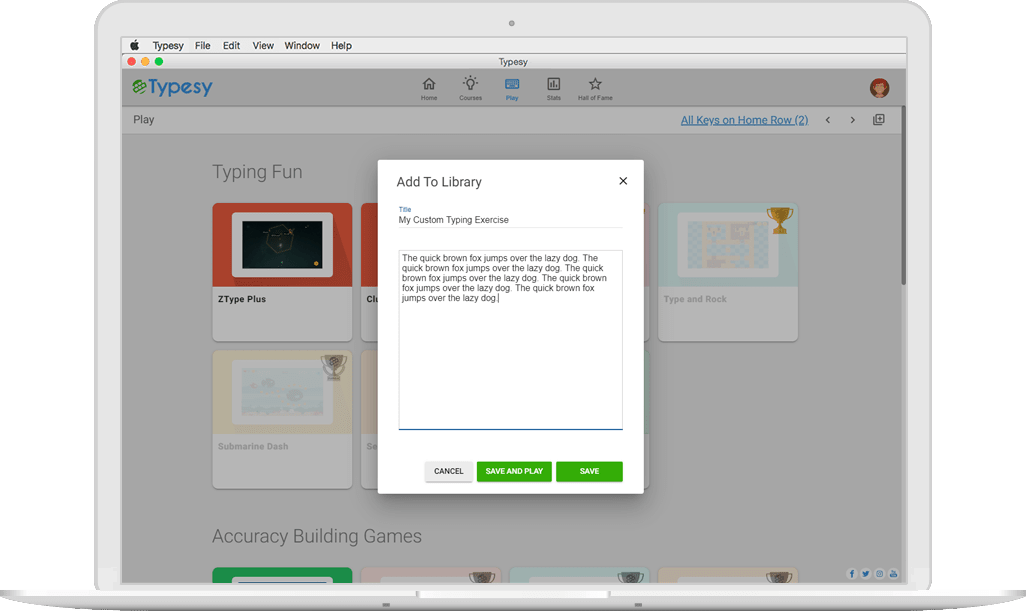 Typesy File Edit View Window Help
Typesy
Typesy
Home Courses Play Stats Hall of Fame
Play
All Keys on Home Row (2)
Typing Fun
ZType Plus
Type and Rock
Submarine Dash
Add To Library
Title
My Custom Typing Exercise
The quick brown fox jumps over the lazy dog. The
quick brown fox jumps over the lazy dog. The quick
brown fox jumps over the lazy dog. The quick brown
fox jumps over the lazy dog. The quick brown fox
jumps over the lazy dog.
CANCEL SAVE AND PLAY SAVE
Accuracy Building Games